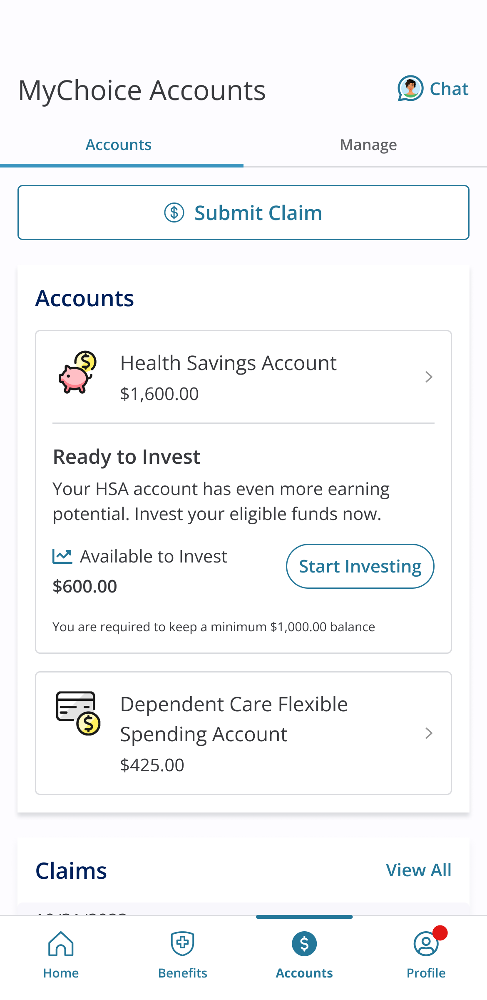 MyChoice Accounts
Chat
Accounts
Manage
Submit Claim
Accounts
Health Savings Account
$1,600.00
Ready to Invest
Your HSA account has even more earning
potential. Invest your eligible funds now.
Available to Invest
$600.00
Start Investing
You are required to keep a minimum $1,000.00 balance
Dependent Care Flexible
Spending Account
$425.00
Claims
View All
Home
Benefits
Accounts
Profile